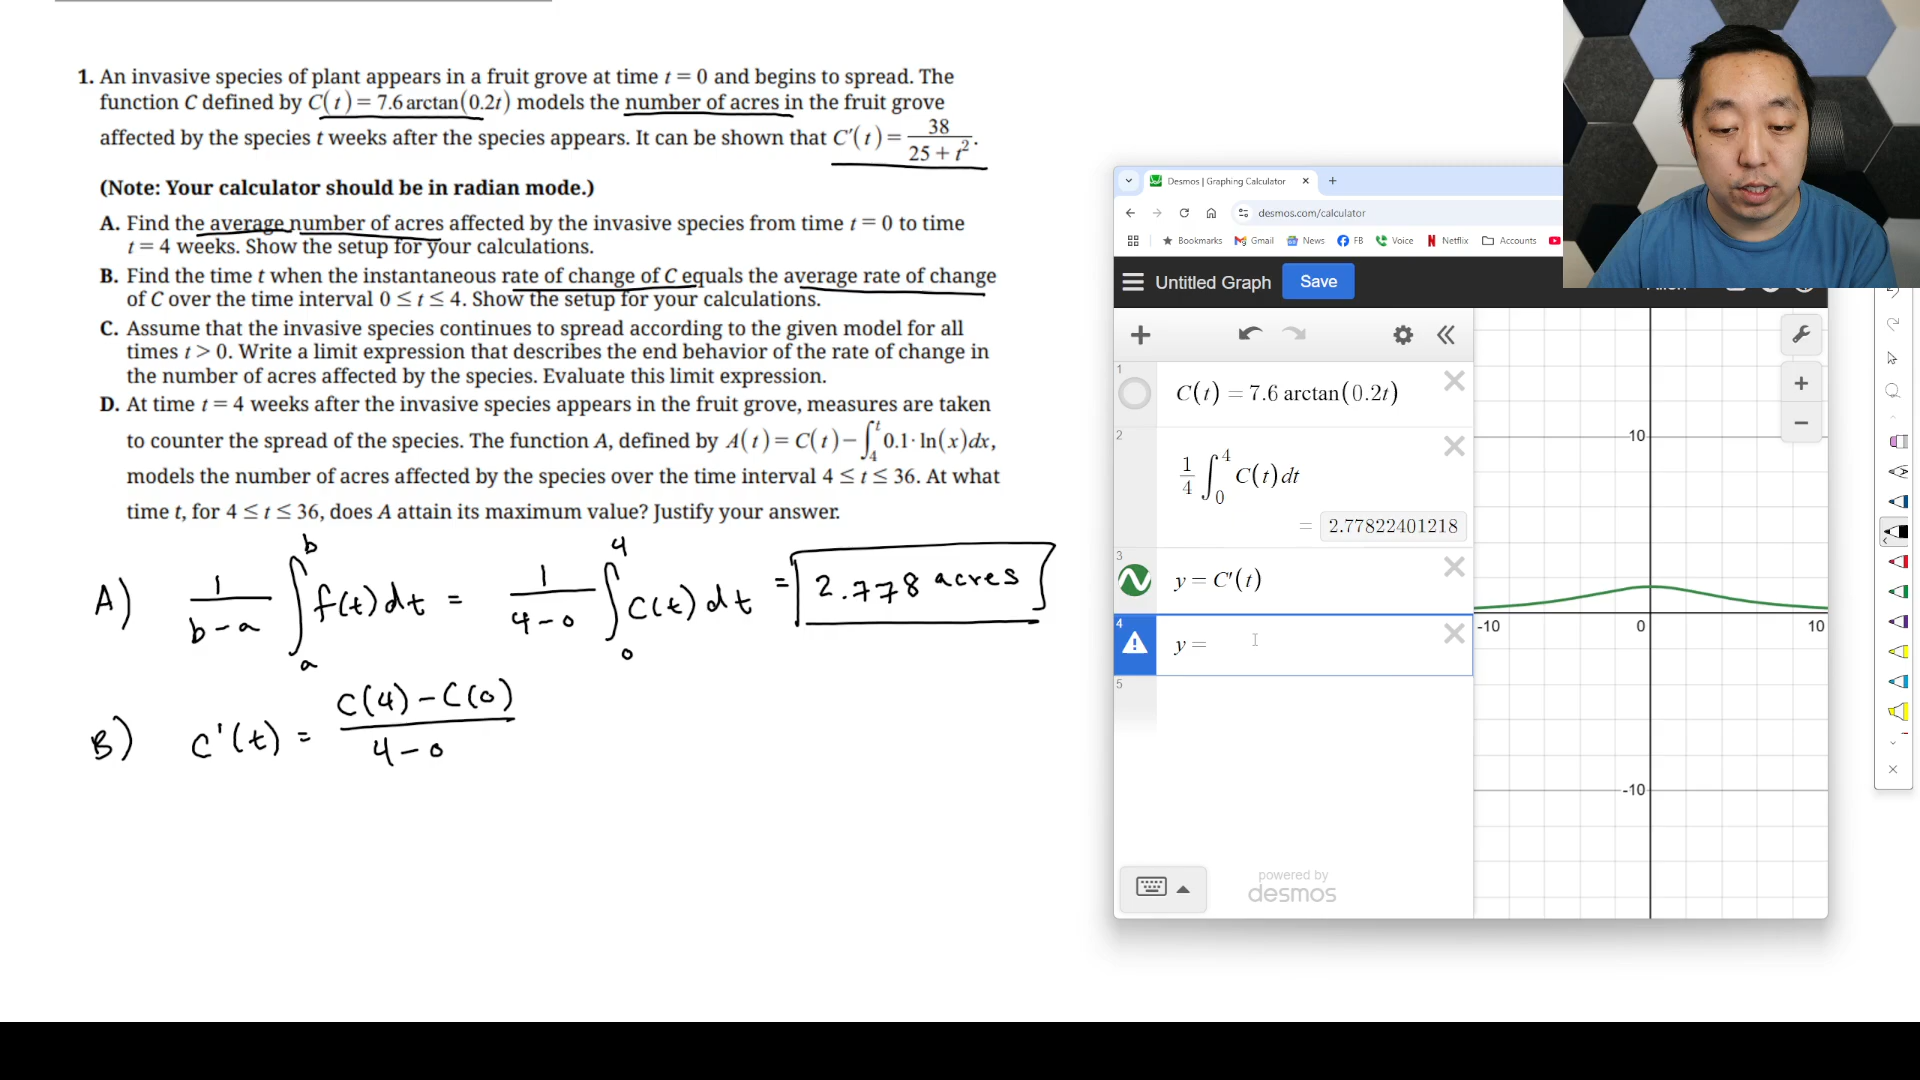 1. An invasive species of plant appears in a fruit grove at time t = 0 and begins to spread. The
function C defined by C(t) = 7.6 arctan(0.2t) models the number of acres in the fruit grove
affected by the species t weeks after the species appears. It can be shown that C′(t) = 38/(25 + t²).
(Note: Your calculator should be in radian mode.)
A. Find the average number of acres affected by the invasive species from time t = 0 to time
t = 4 weeks. Show the setup for your calculations.
B. Find the time t when the instantaneous rate of change of C equals the average rate of change
of C over the time interval 0 ≤ t ≤ 4. Show the setup for your calculations.
C. Assume that the invasive species continues to spread according to the given model for all
times t > 0. Write a limit expression that describes the end behavior of the rate of change in
the number of acres affected by the species. Evaluate this limit expression.
D. At time t = 4 weeks after the invasive species appears in the fruit grove, measures are taken
to counter the spread of the species. The function A, defined by A(t) = C(t) − ∫₄ᵗ 0.1 · ln(x) dx,
models the number of acres affected by the species over the time interval 4 ≤ t ≤ 36. At what
time t, for 4 ≤ t ≤ 36, does A attain its maximum value? Justify your answer.
A) 1/(b-a) ∫ₐᵇ f(t) dt = 1/(4-0) ∫₀⁴ C(t) dt = 2.778 acres
B) C'(t) = (C(4) - C(0))/(4-0)
Desmos | Graphing Calculator
desmos.com/calculator
Bookmarks Gmail News FB Voice Netflix Accounts
Untitled Graph Save
1
C(t) = 7.6 arctan(0.2t)
2
1/4 ∫₀⁴ C(t) dt
= 2.77822401218
3
y = C′(t)
4
y =
5
powered by
desmos
10
-10 0 10
-10